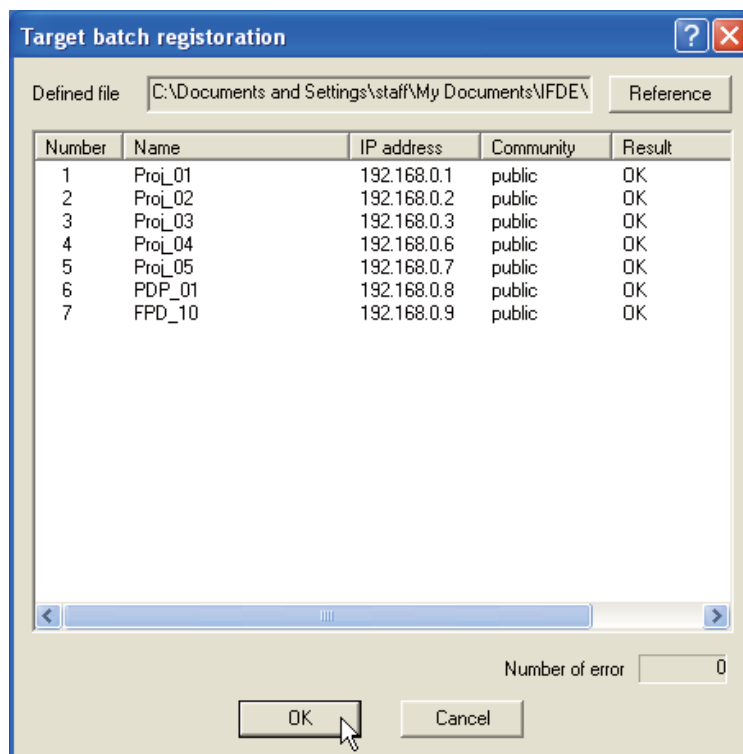 Target batch registoration
Defined file C:\Documents and Settings\staff\My Documents\IFDE\ Reference
Number Name IP address Community Result
1 Proj_01 192.168.0.1 public OK
2 Proj_02 192.168.0.2 public OK
3 Proj_03 192.168.0.3 public OK
4 Proj_04 192.168.0.6 public OK
5 Proj_05 192.168.0.7 public OK
6 PDP_01 192.168.0.8 public OK
7 FPD_10 192.168.0.9 public OK
Number of error 0
OK Cancel